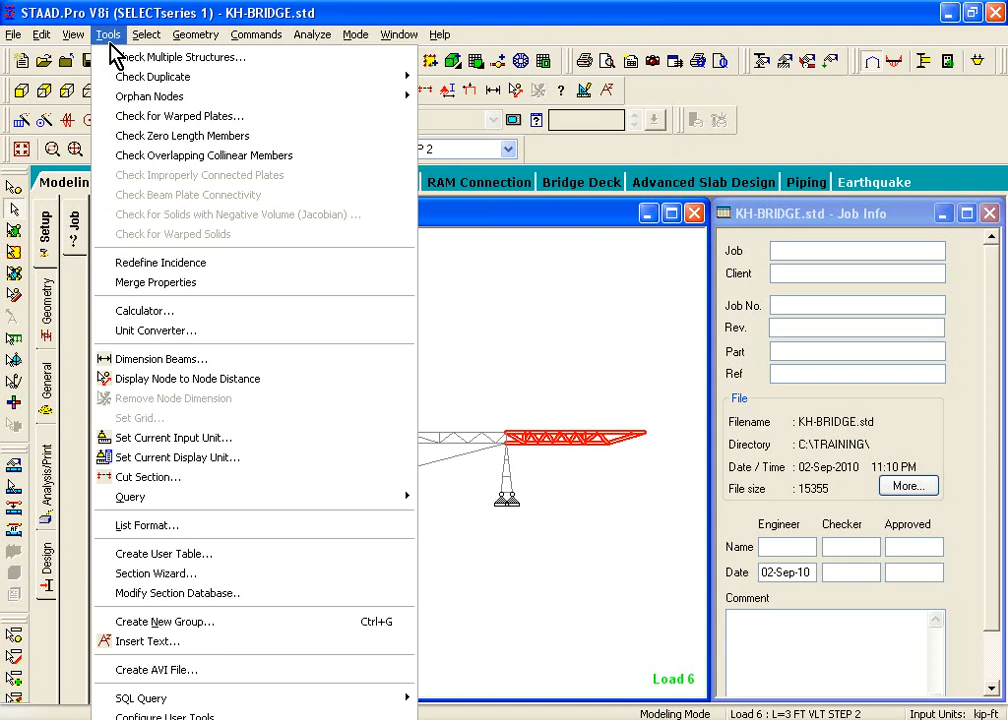 STAAD.Pro V8i (SELECTseries 1) - KH-BRIDGE.std
File Edit View Tools Select Geometry Commands Analyze Mode Window Help
Check Multiple Structures...
Check Duplicate
Orphan Nodes
Check for Warped Plates...
Check Zero Length Members
Check Overlapping Collinear Members
Check Improperly Connected Plates
Check Beam Plate Connectivity
Check for Solids with Negative Volume (Jacobian) ...
Check for Warped Solids
Redefine Incidence
Merge Properties
Calculator...
Unit Converter...
Dimension Beams...
Display Node to Node Distance
Remove Node Dimension
Set Grid...
Set Current Input Unit...
Set Current Display Unit...
Cut Section...
Query
List Format...
Create User Table...
Section Wizard...
Modify Section Database..
Create New Group... Ctrl+G
Insert Text...
Create AVI File...
SQL Query
Configure User Tools
P 2
Modelin RAM Connection Bridge Deck Advanced Slab Design Piping Earthquake
Setup
Job
Geometry
General
Analysis/Print
Design
Load 6
KH-BRIDGE.std - Job Info
Job
Client
Job No.
Rev.
Part
Ref
File
Filename : KH-BRIDGE.std
Directory : C:\TRAINING\
Date / Time : 02-Sep-2010 11:10 PM
File size : 15355 More...
Engineer Checker Approved
Name
Date 02-Sep-10
Comment
Modeling Mode Load 6 : L=3 FT VLT STEP 2 Input Units: kip-ft